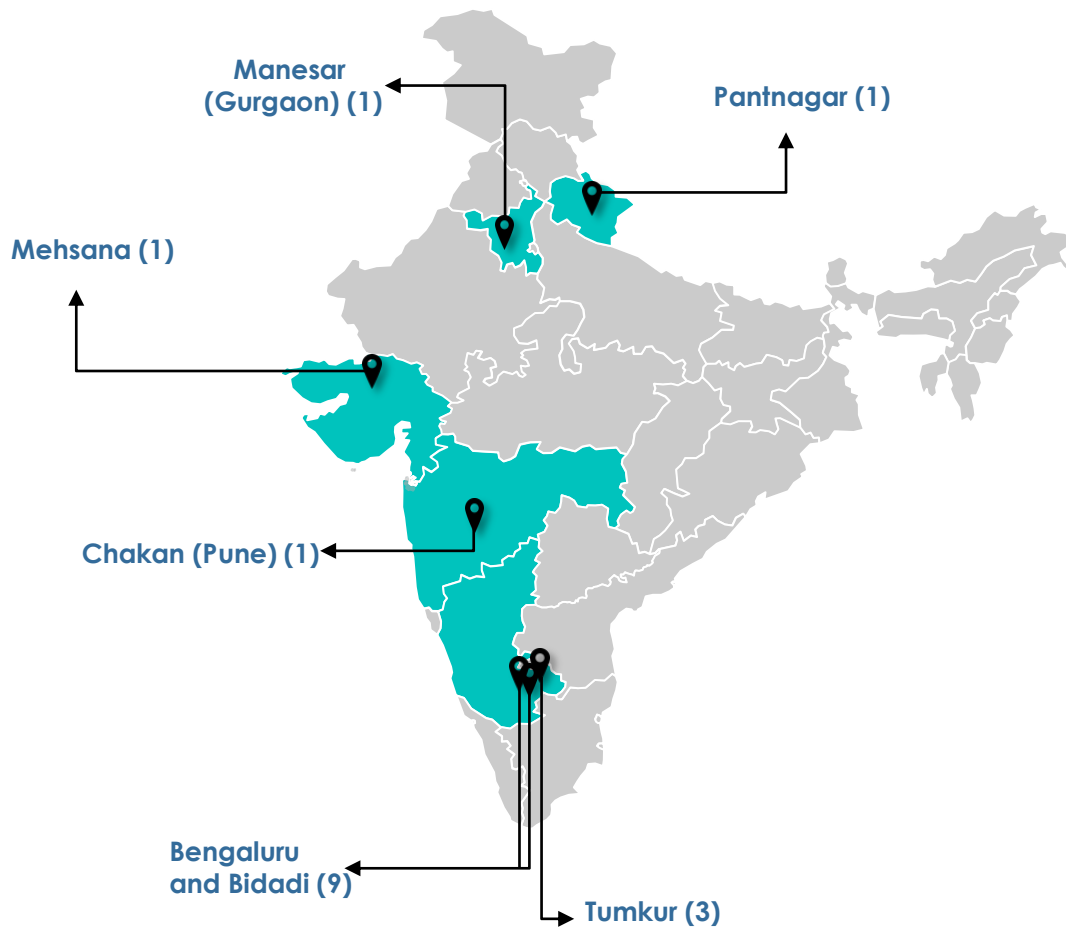 Manesar
(Gurgaon) (1)
Pantnagar (1)
Mehsana (1)
Chakan (Pune) (1)
Bengaluru
and Bidadi (9)
Tumkur (3)